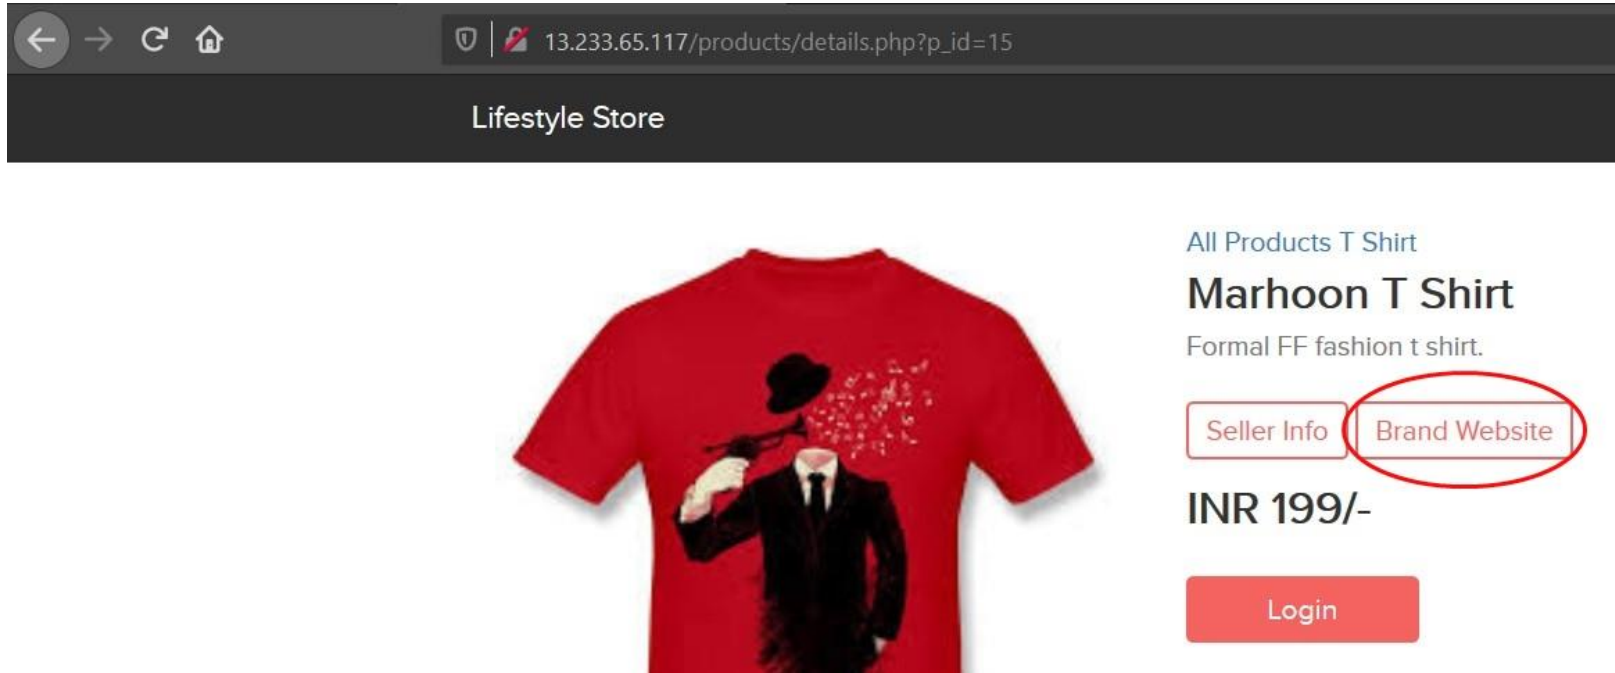 13.233.65.117/products/details.php?p_id=15
Lifestyle Store
All Products T Shirt
Marhoon T Shirt
Formal FF fashion t shirt.
Seller Info Brand Website
INR 199/-
Login